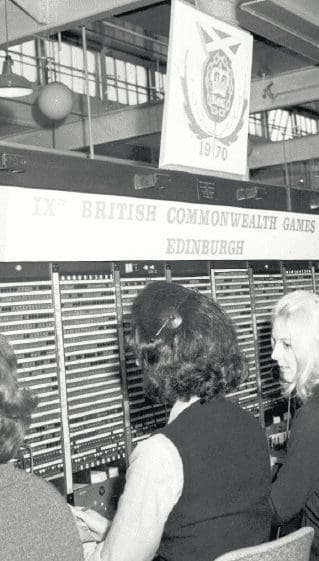 1970
IXTH BRITISH COMMONWEALTH GAMES
EDINBURGH